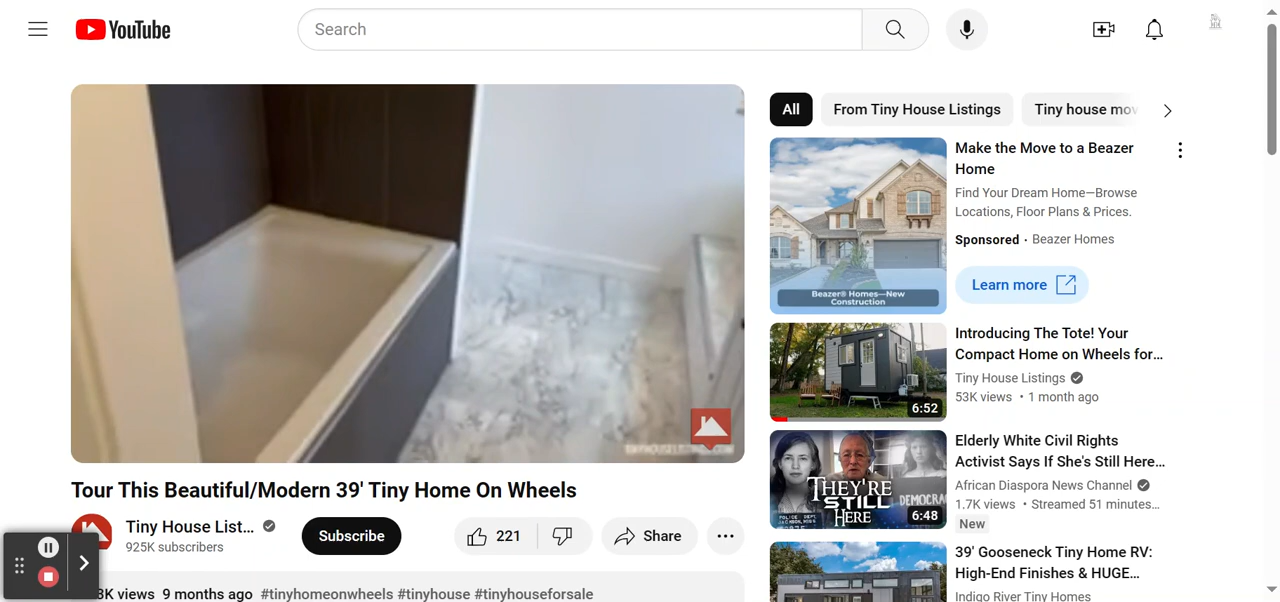 YouTube
Search
TINYHOUSELISTINGS.COM
Tour This Beautiful/Modern 39' Tiny Home On Wheels
Tiny House List...
925K subscribers
Subscribe
221
Share
3K views 9 months ago #tinyhomeonwheels #tinyhouse #tinyhouseforsale
All
From Tiny House Listings
Tiny house mov
Make the Move to a Beazer
Home
Find Your Dream Home—Browse
Locations, Floor Plans & Prices.
Sponsored · Beazer Homes
Learn more
Beazer® Homes—New
Construction
6:52
Introducing The Tote! Your
Compact Home on Wheels for...
Tiny House Listings
53K views • 1 month ago
THEY'RE
STILL
HERE
DEMOCRA
6:48
Elderly White Civil Rights
Activist Says If She's Still Here...
African Diaspora News Channel
1.7K views • Streamed 51 minutes...
New
39' Gooseneck Tiny Home RV:
High-End Finishes & HUGE...
Indigo River Tiny Homes